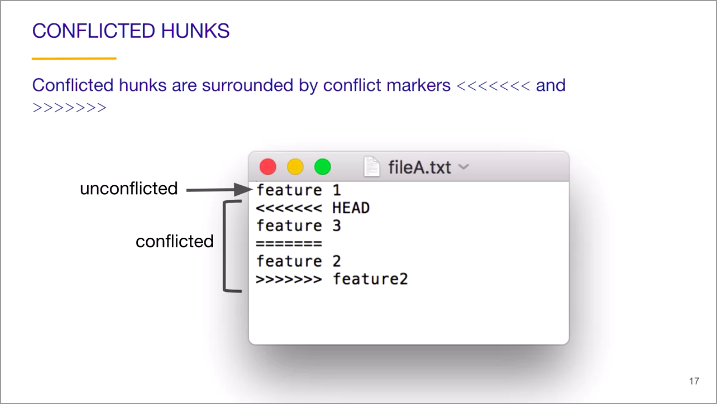 CONFLICTED HUNKS
Conflicted hunks are surrounded by conflict markers <<<<<<< and
>>>>>>>
fileA.txt
unconflicted
feature 1
<<<<<<< HEAD
feature 3
conflicted
=======
feature 2
>>>>>>> feature2
17